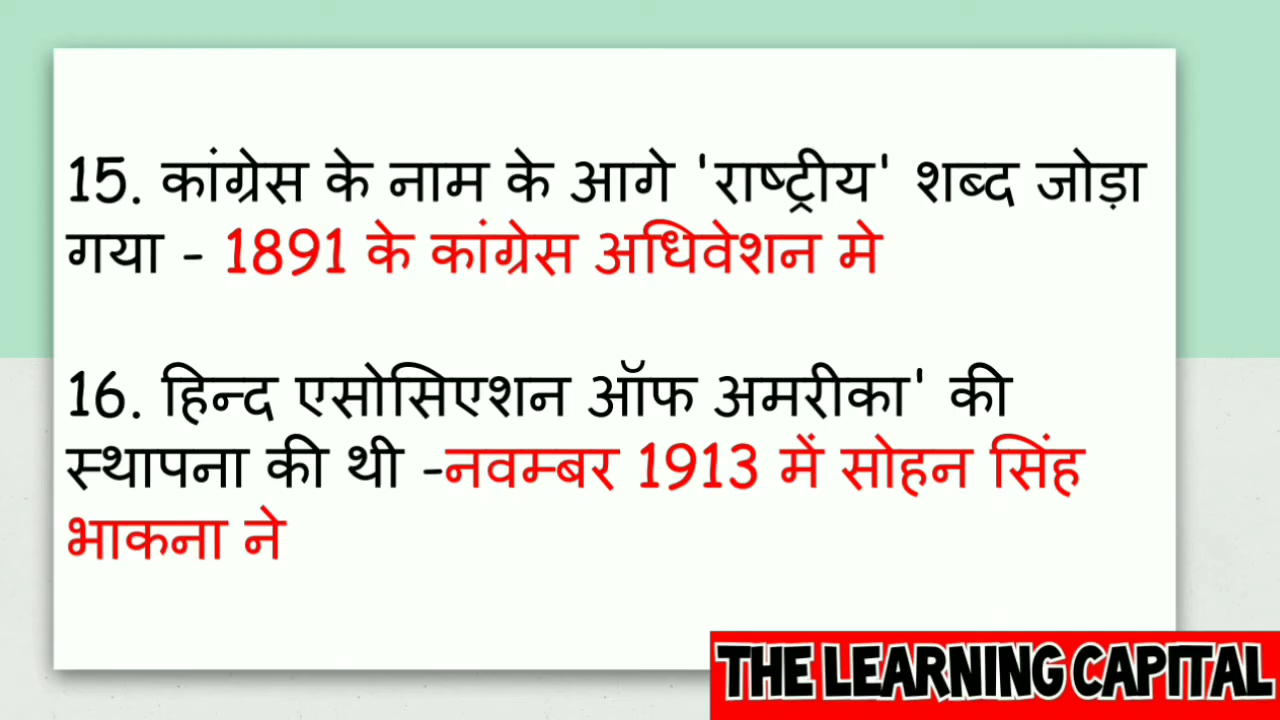 15. कांग्रेस के नाम के आगे 'राष्ट्रीय' शब्द जोड़ा
गया - 1891 के कांग्रेस अधिवेशन मे
16. हिन्द एसोसिएशन ऑफ अमरीका' की
स्थापना की थी -नवम्बर 1913 में सोहन सिंह
भाकना ने
THE LEARNING CAPITAL